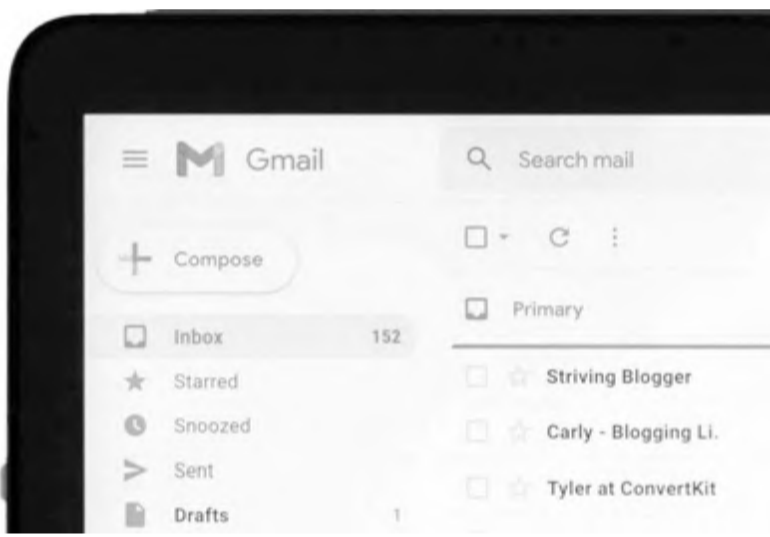 Gmail
Search mail
Compose
Primary
Inbox 152
Starred
Striving Blogger
Snoozed
Carly - Blogging Li.
Sent
Tyler at ConvertKit
Drafts 1